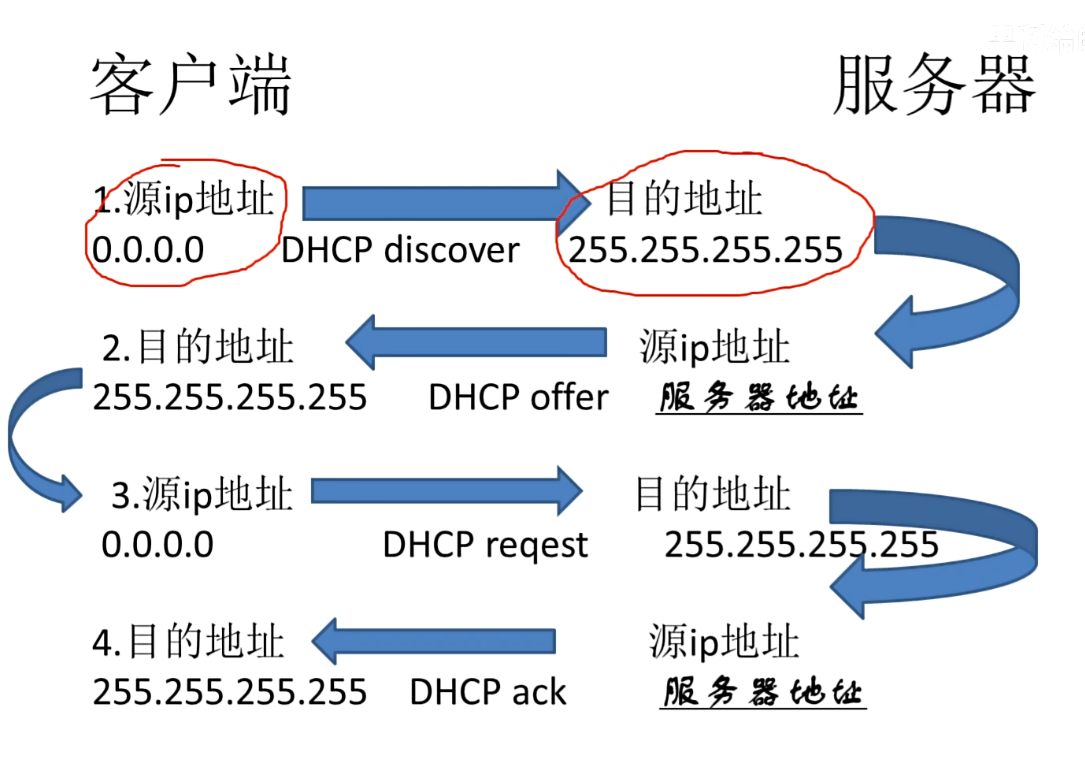 客户端 服务器
1.源ip地址 目的地址
0.0.0.0 DHCP discover 255.255.255.255
2.目的地址 源ip地址
255.255.255.255 DHCP offer 服务器地址
3.源ip地址 目的地址
0.0.0.0 DHCP reqest 255.255.255.255
4.目的地址 源ip地址
255.255.255.255 DHCP ack 服务器地址